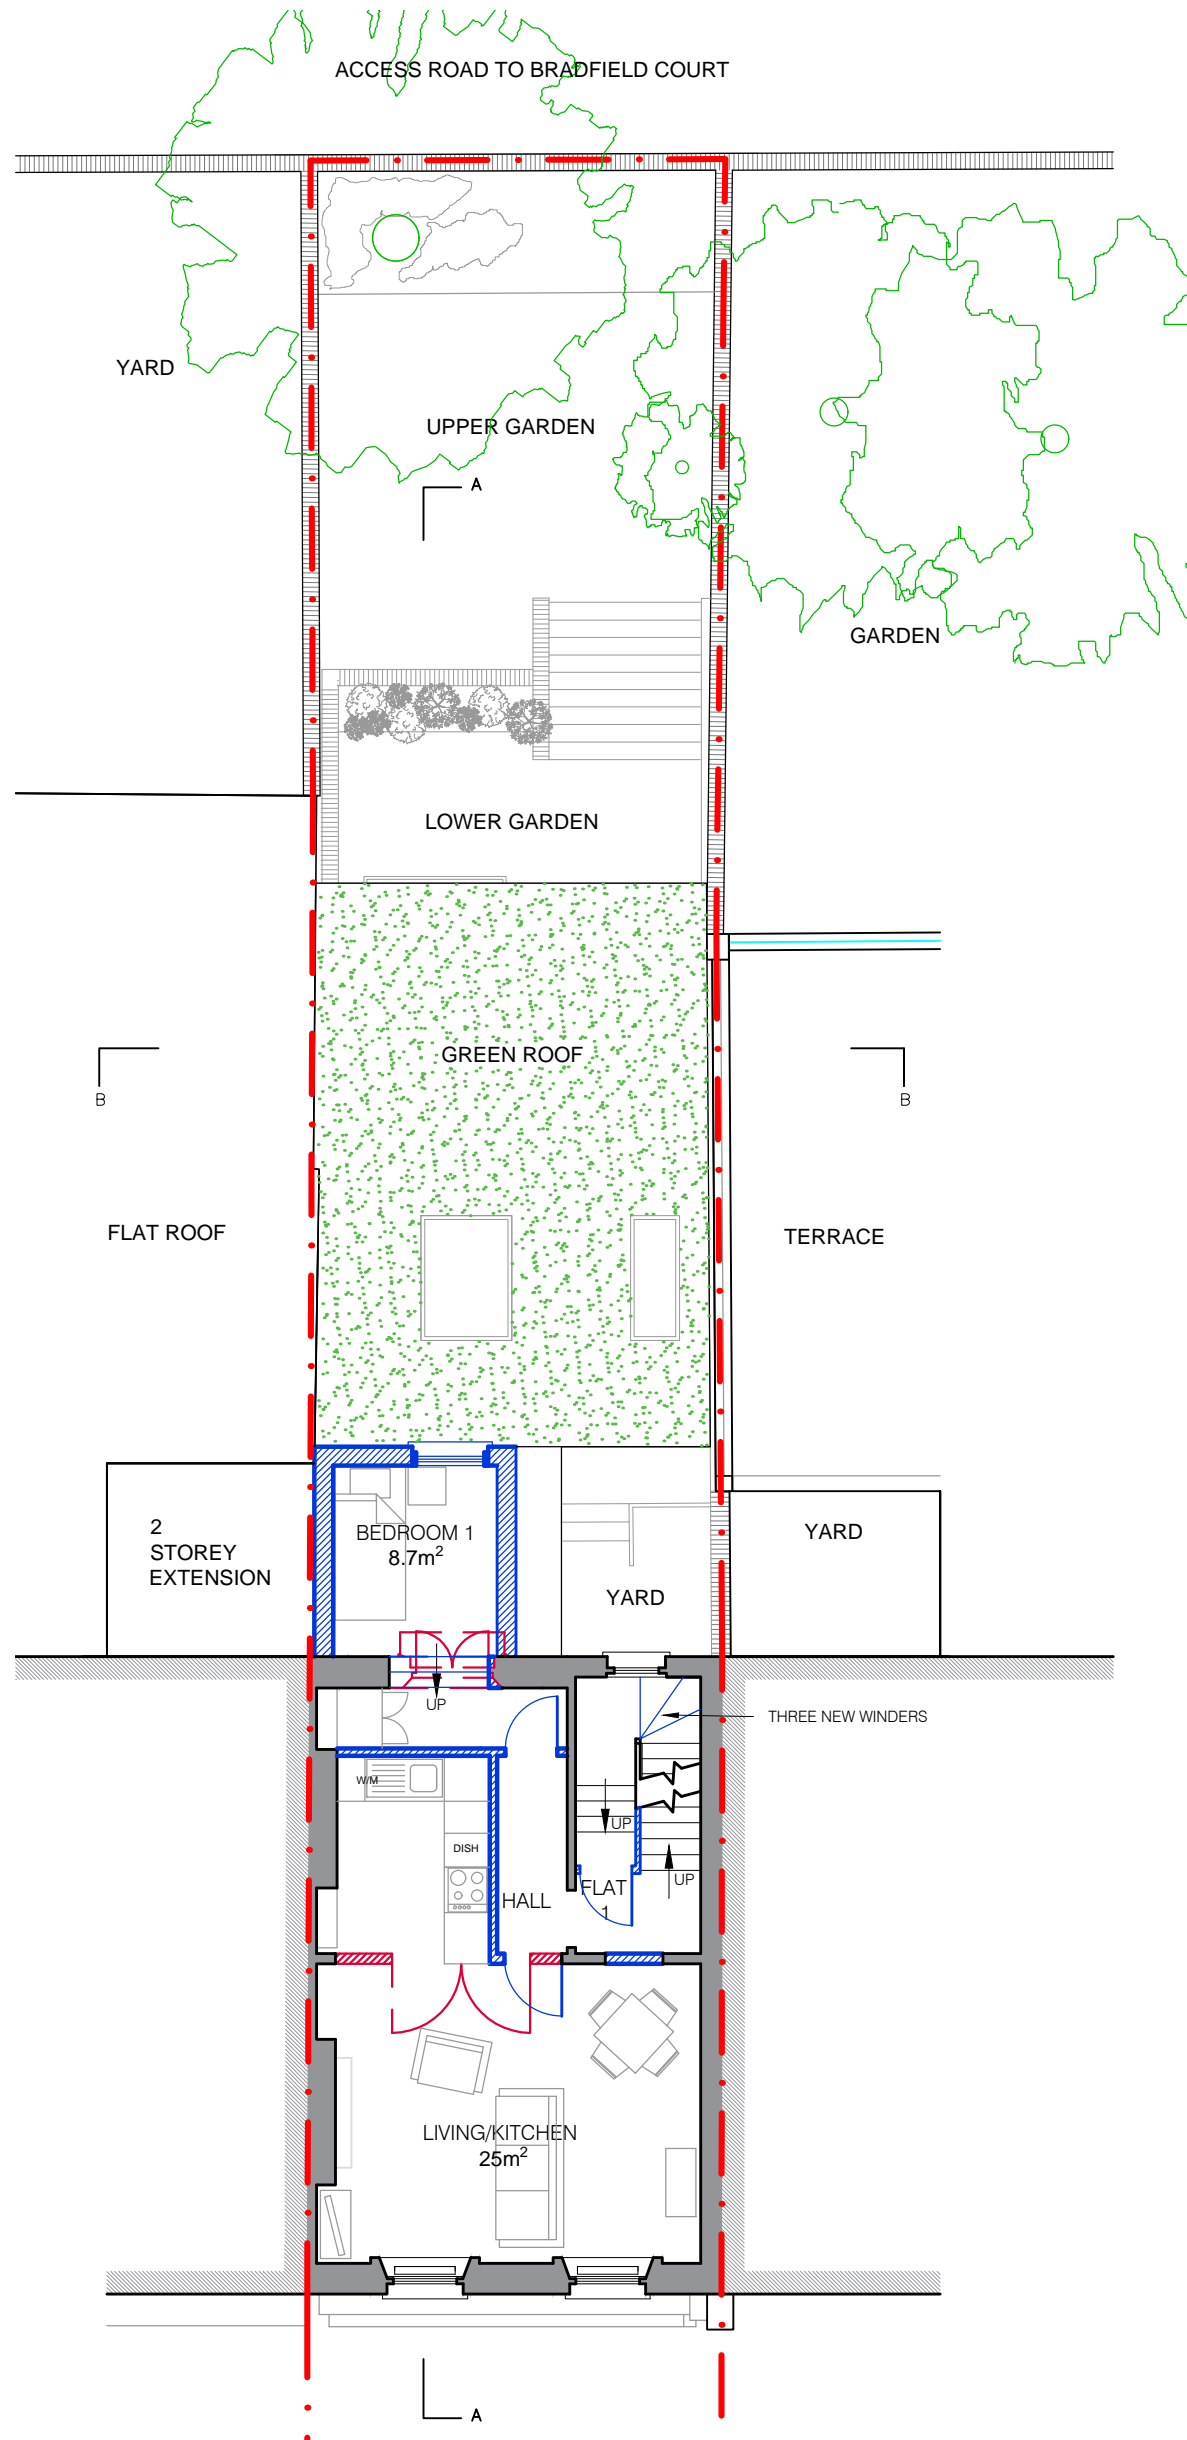 ACCESS ROAD TO BRADFIELD COURT
YARD
UPPER GARDEN
A
GARDEN
LOWER GARDEN
GREEN ROOF
B
B
FLAT ROOF
TERRACE
2
STOREY
EXTENSION
BEDROOM 1
8.7m²
YARD
YARD
UP
THREE NEW WINDERS
W/M
UP
DISH
UP
HALL
FLAT
1
LIVING/KITCHEN
25m²
A